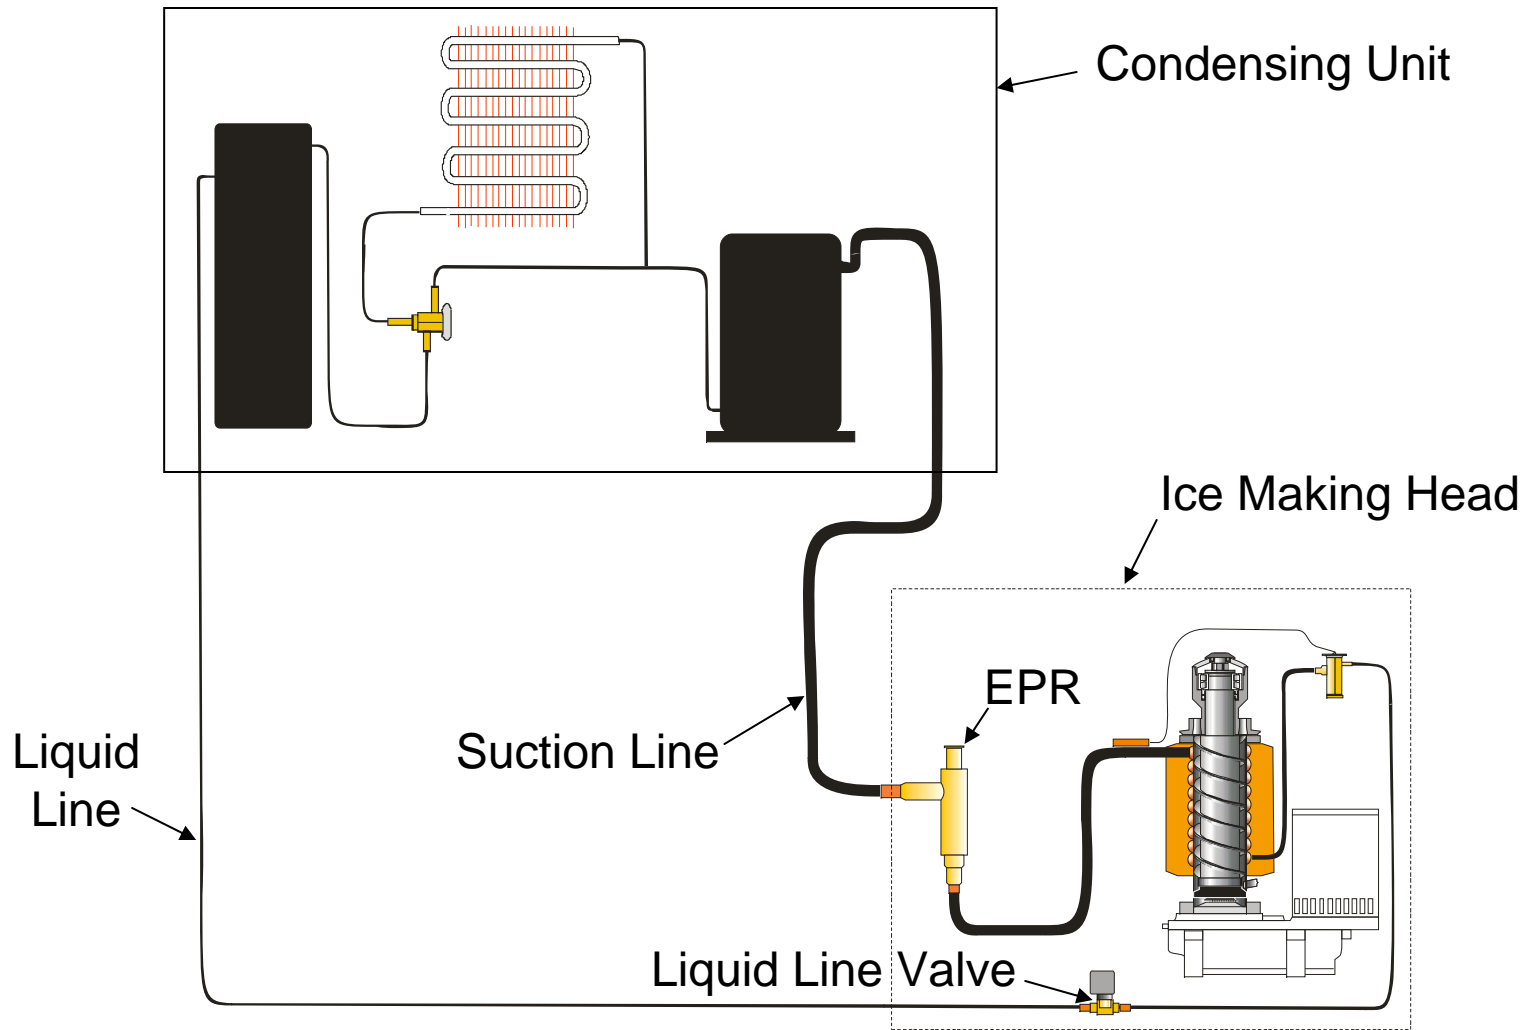 Condensing Unit
Ice Making Head
EPR
Suction Line
Liquid
Line
Liquid Line Valve